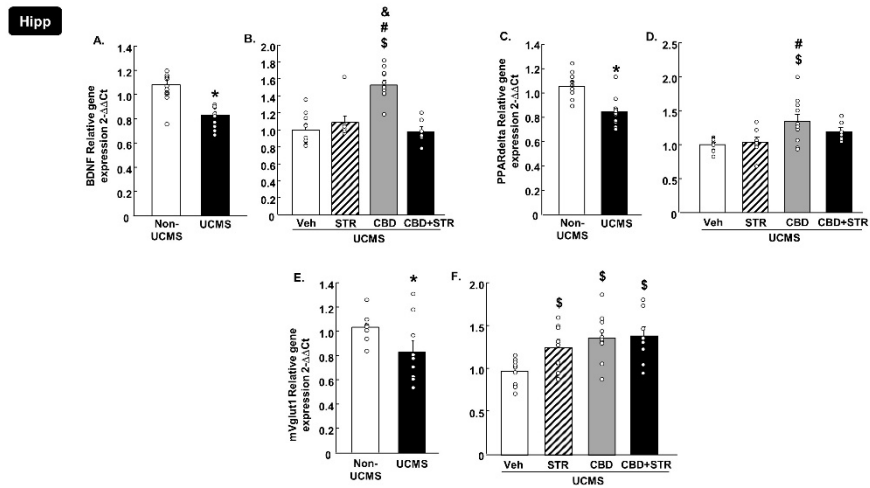 Hipp
A.
BDNF Relative gene
expression 2-ΔΔCt
1.4
1.2
1.0
0.8
0.6
0.4
0.2
0
*
Non-
UCMS
UCMS
B.
2.0
1.8
1.6
1.4
1.2
1.0
0.8
0.6
0.4
0.2
0
&
#
$
Veh STR CBD CBD+STR
UCMS
C.
PPARdelta Relative gene
expression 2-ΔΔCt
1.4
1.2
1.0
0.8
0.6
0.4
0.2
0
*
Non-
UCMS
UCMS
D.
2.5
2.0
1.5
1.0
0.5
0
#
$
Veh STR CBD CBD+STR
UCMS
E.
mVglut1 Relative gene
expression 2-ΔΔCt
1.4
1.2
1.0
0.8
0.6
0.4
0.2
0
*
Non-
UCMS
UCMS
F.
2.0
1.5
1.0
0.5
0
$ $ $
Veh STR CBD CBD+STR
UCMS